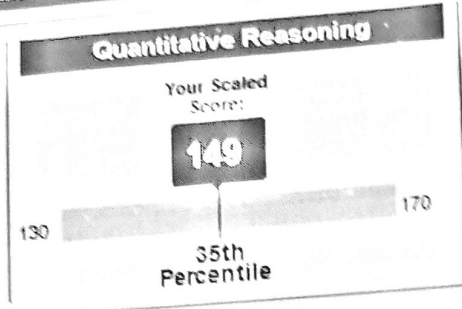 Quantitative Reasoning
Your Scaled
Score:
149
130
170
35th
Percentile